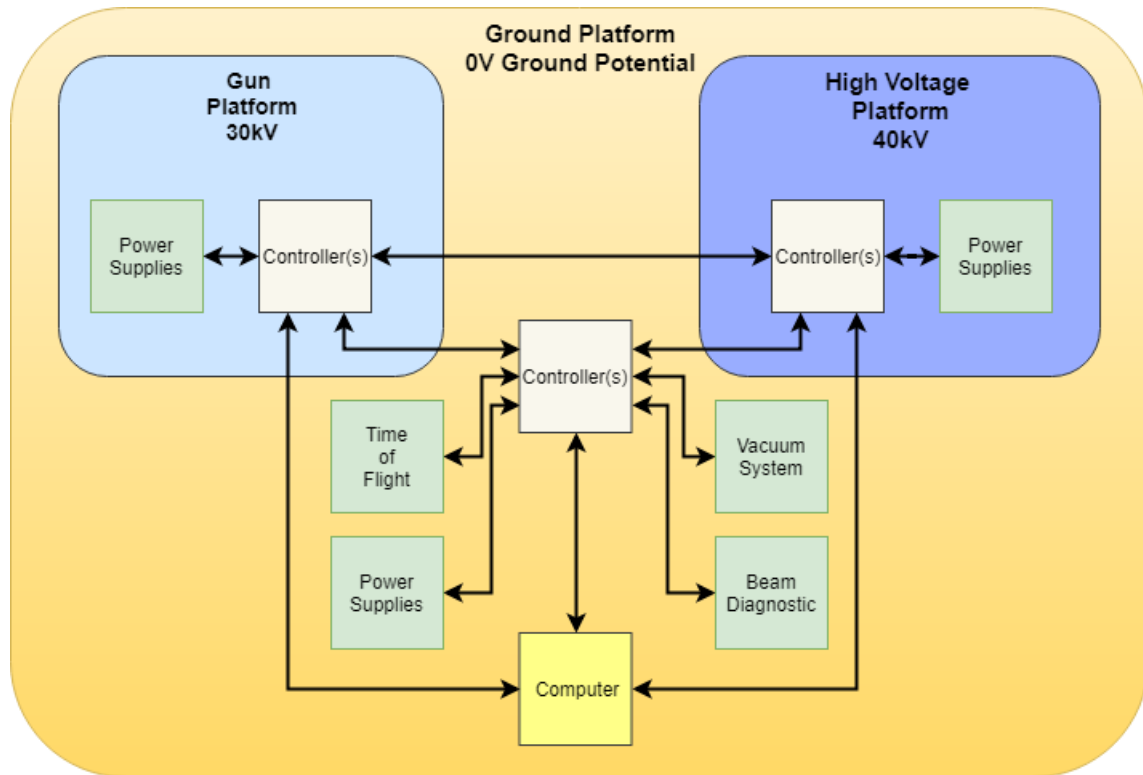 Ground Platform
0V Ground Potential
Gun
Platform
30kV
High Voltage
Platform
40kV
Power
Supplies
Controller(s)
Controller(s)
Power
Supplies
Controller(s)
Time
of
Flight
Vacuum
System
Power
Supplies
Beam
Diagnostic
Computer